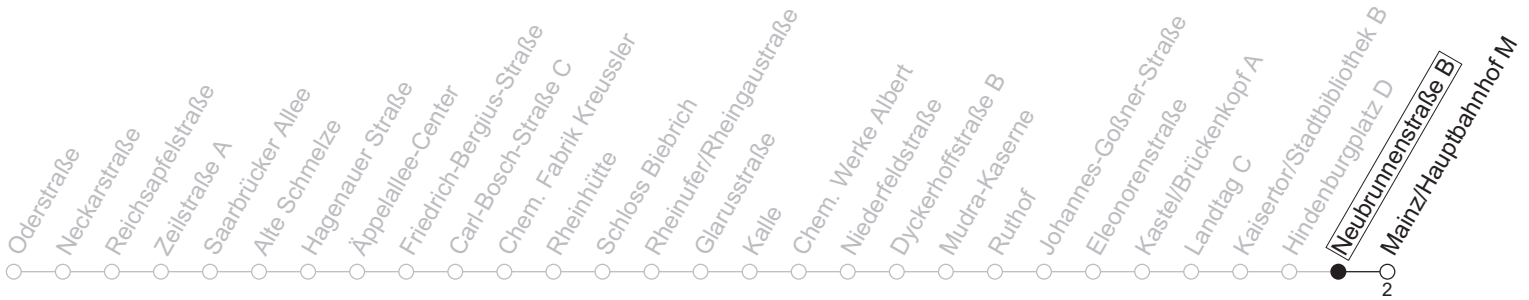 Oderstraße
Neckarstraße
Reichsapfelstraße
Zeilstraße A
Saarbrücker Allee
Alte Schmelze
Hagenauer Straße
Äppelallee-Center
Friedrich-Bergius-Straße
Carl-Bosch-Straße C
Chem. Fabrik Kreussler
Rheinhütte
Schloss Biebrich
Rheinufer/Rheingaustraße
Glarusstraße
Kalle
Chem. Werke Albert
Niederfeldstraße
Dyckerhoffstraße B
Mudra-Kaserne
Ruthof
Johannes-Goßner-Straße
Eleonorenstraße
Kastel/Brückenkopf A
Landtag C
Kaisertor/Stadtbibliothek B
Hindenburgplatz D
Neubrunnenstraße B
Mainz/Hauptbahnhof M
2